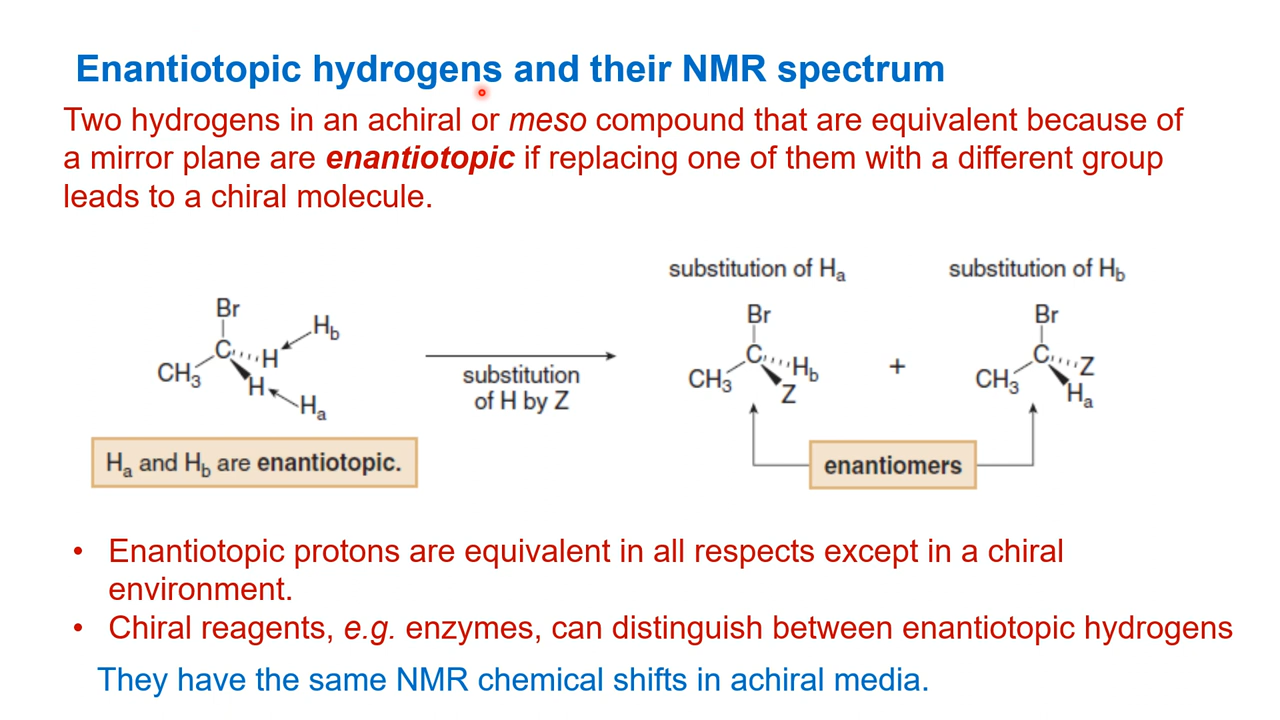 Enantiotopic hydrogens and their NMR spectrum
Two hydrogens in an achiral or meso compound that are equivalent because of
a mirror plane are enantiotopic if replacing one of them with a different group
leads to a chiral molecule.
substitution of Hₐ
substitution of H_b
Br
H_b
C
H
CH₃
H
Hₐ
substitution
of H by Z
Br
C
H_b
CH₃
Z
+
Br
C
Z
CH₃
Hₐ
Hₐ and H_b are enantiotopic.
enantiomers
• Enantiotopic protons are equivalent in all respects except in a chiral
environment.
• Chiral reagents, e.g. enzymes, can distinguish between enantiotopic hydrogens
They have the same NMR chemical shifts in achiral media.